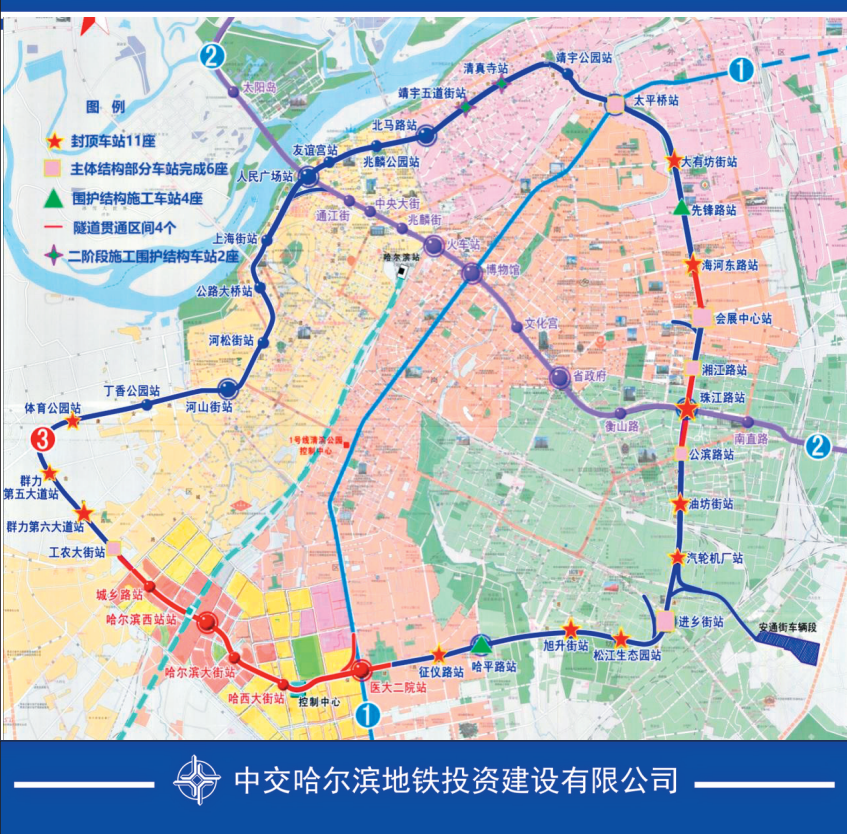 2
1
太阳岛
清真寺站
靖宇公园站
靖宇五道街站
太平桥站
图 例
封顶车站11座
主体结构部分车站完成6座
围护结构施工车站4座
隧道贯通区间4个
二阶段施工围护结构车站2座
北马路站
友谊宫站
兆麟公园站
人民广场站
大有坊街站
中央大街
通江街
兆麟街
先锋路站
上海街站
火车站
哈尔滨站
博物馆
海河东路站
公路大桥站
会展中心站
文化宫
河松街站
湘江路站
省政府
丁香公园站
体育公园站
河山街站
珠江路站
衡山路
南直路
3
2
1号线清滨公园
控制中心
公滨路站
群力
第五大道站
油坊街站
群力第六大道站
工农大街站
汽轮机厂站
城乡路站
哈尔滨西站站
进乡街站
安通街车辆段
旭升街站
松江生态园站
哈尔滨大街站
征仪路站
哈平路站
医大二院站
哈西大街站
控制中心
1
中交哈尔滨地铁投资建设有限公司